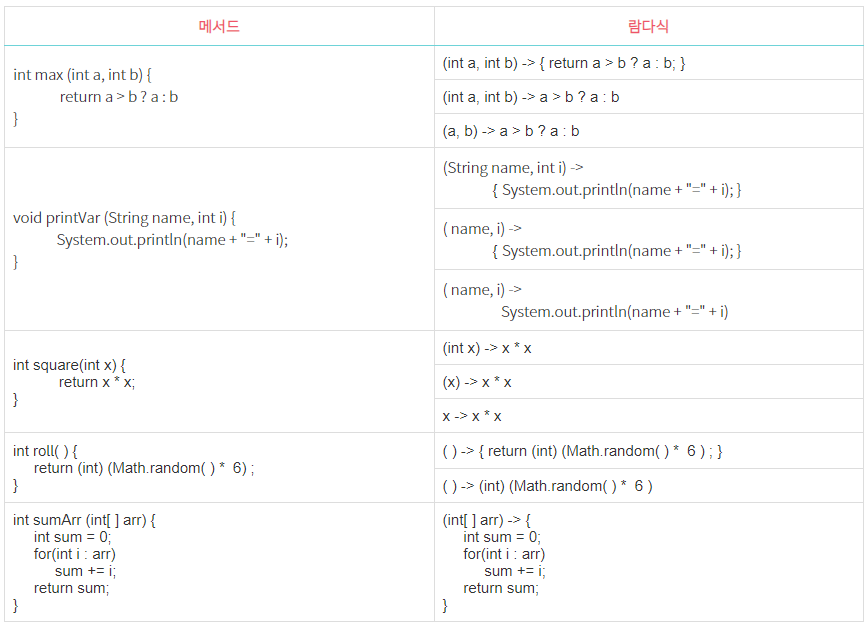 메서드
람다식
int max (int a, int b) {
return a > b ? a : b
}
(int a, int b) -> { return a > b ? a : b; }
(int a, int b) -> a > b ? a : b
(a, b) -> a > b ? a : b
void printVar (String name, int i) {
System.out.println(name + "=" + i);
}
(String name, int i) ->
{ System.out.println(name + "=" + i); }
( name, i) ->
{ System.out.println(name + "=" + i); }
( name, i) ->
System.out.println(name + "=" + i)
int square(int x) {
return x * x;
}
(int x) -> x * x
(x) -> x * x
x -> x * x
int roll( ) {
return (int) (Math.random( ) * 6) ;
}
( ) -> { return (int) (Math.random( ) * 6 ) ; }
( ) -> (int) (Math.random( ) * 6 )
int sumArr (int[ ] arr) {
int sum = 0;
for(int i : arr)
sum += i;
return sum;
}
(int[ ] arr) -> {
int sum = 0;
for(int i : arr)
sum += i;
return sum;
}